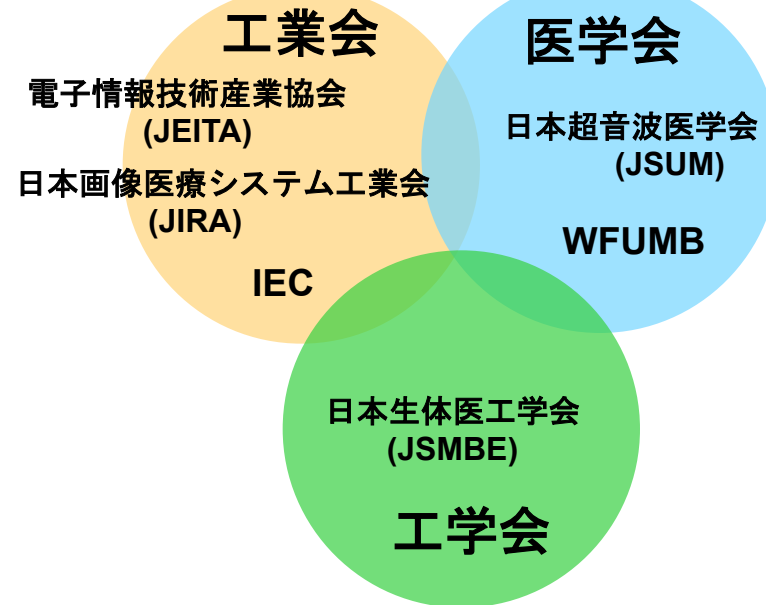 工業会
電子情報技術産業協会
(JEITA)
日本画像医療システム工業会
(JIRA)
IEC
医学会
日本超音波医学会
(JSUM)
WFUMB
日本生体医工学会
(JSMBE)
工学会